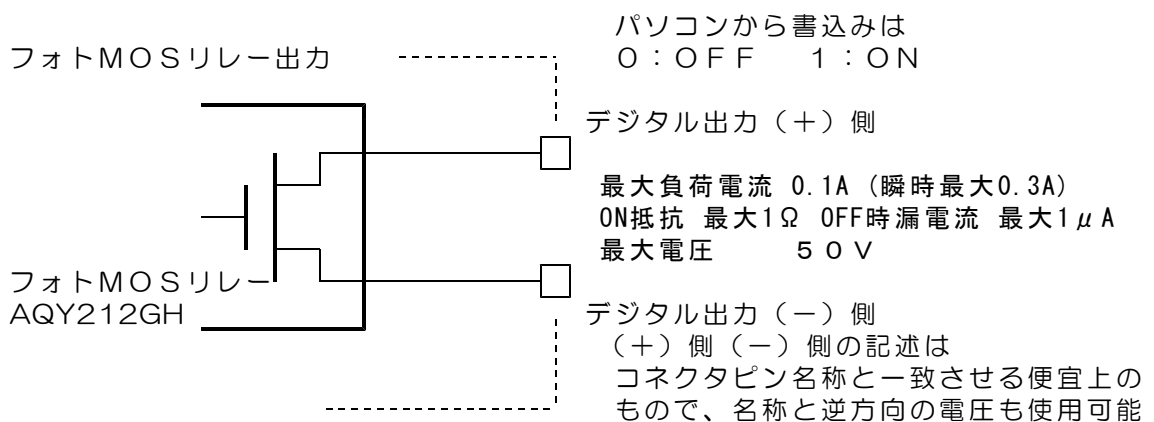 パソコンから書込みは
０：ＯＦＦ　１：ＯＮ
フォトＭＯＳリレー出力
デジタル出力（＋）側
最大負荷電流 0.1A (瞬時最大0.3A)
ON抵抗 最大1Ω OFF時漏電流 最大1μA
最大電圧　　５０Ｖ
フォトＭＯＳリレー
AQY212GH
デジタル出力（－）側
（＋）側（－）側の記述は
コネクタピン名称と一致させる便宜上の
もので、名称と逆方向の電圧も使用可能